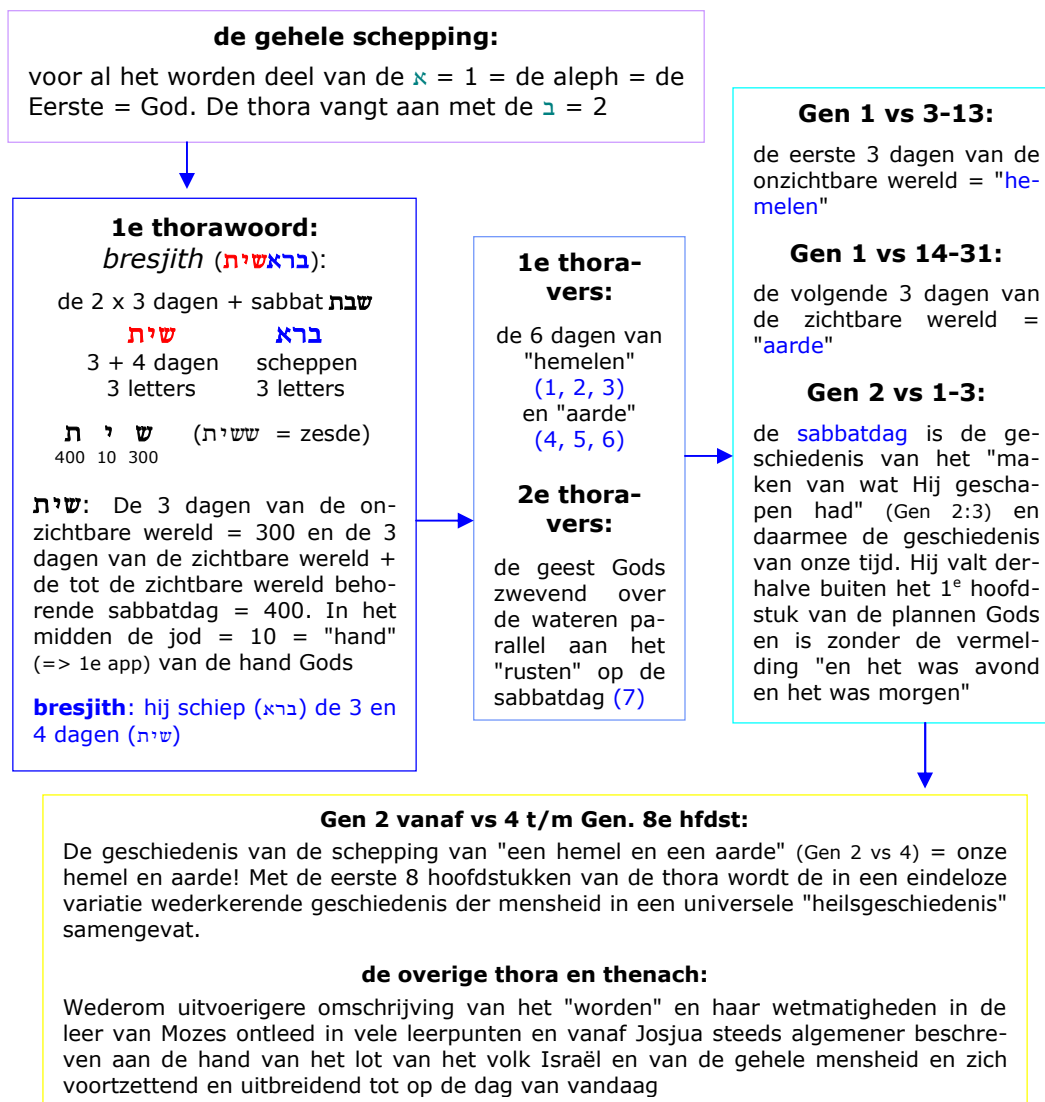 de gehele schepping:
voor al het worden deel van de א = 1 = de aleph = de
Eerste = God. De thora vangt aan met de ב = 2
1e thorawoord:
bresjith (בראשית):
de 2 x 3 dagen + sabbat שבת
שית ברא
3 + 4 dagen scheppen
3 letters 3 letters
ש י ת (ששית = zesde)
400 10 300
שית: De 3 dagen van de on-
zichtbare wereld = 300 en de 3
dagen van de zichtbare wereld +
de tot de zichtbare wereld beho-
rende sabbatdag = 400. In het
midden de jod = 10 = "hand"
(=> 1e app) van de hand Gods
bresjith: hij schiep (ברא) de 3 en
4 dagen (שית)
1e thora-
vers:
de 6 dagen van
"hemelen"
(1, 2, 3)
en "aarde"
(4, 5, 6)
2e thora-
vers:
de geest Gods
zwevend over
de wateren pa-
rallel aan het
"rusten" op de
sabbatdag (7)
Gen 1 vs 3-13:
de eerste 3 dagen van de
onzichtbare wereld = "he-
melen"
Gen 1 vs 14-31:
de volgende 3 dagen van
de zichtbare wereld =
"aarde"
Gen 2 vs 1-3:
de sabbatdag is de ge-
schiedenis van het "ma-
ken van wat Hij gescha-
pen had" (Gen 2:3) en
daarmee de geschiedenis
van onze tijd. Hij valt der-
halve buiten het 1e hoofd-
stuk van de plannen Gods
en is zonder de vermel-
ding "en het was avond
en het was morgen"
Gen 2 vanaf vs 4 t/m Gen. 8e hfdst:
De geschiedenis van de schepping van "een hemel en een aarde" (Gen 2 vs 4) = onze
hemel en aarde! Met de eerste 8 hoofdstukken van de thora wordt de in een eindeloze
variatie wederkerende geschiedenis der mensheid in een universele "heilsgeschiedenis"
samengevat.
de overige thora en thenach:
Wederom uitvoerigere omschrijving van het "worden" en haar wetmatigheden in de
leer van Mozes ontleed in vele leerpunten en vanaf Josjua steeds algemener beschre-
ven aan de hand van het lot van het volk Israël en van de gehele mensheid en zich
voortzettend en uitbreidend tot op de dag van vandaag